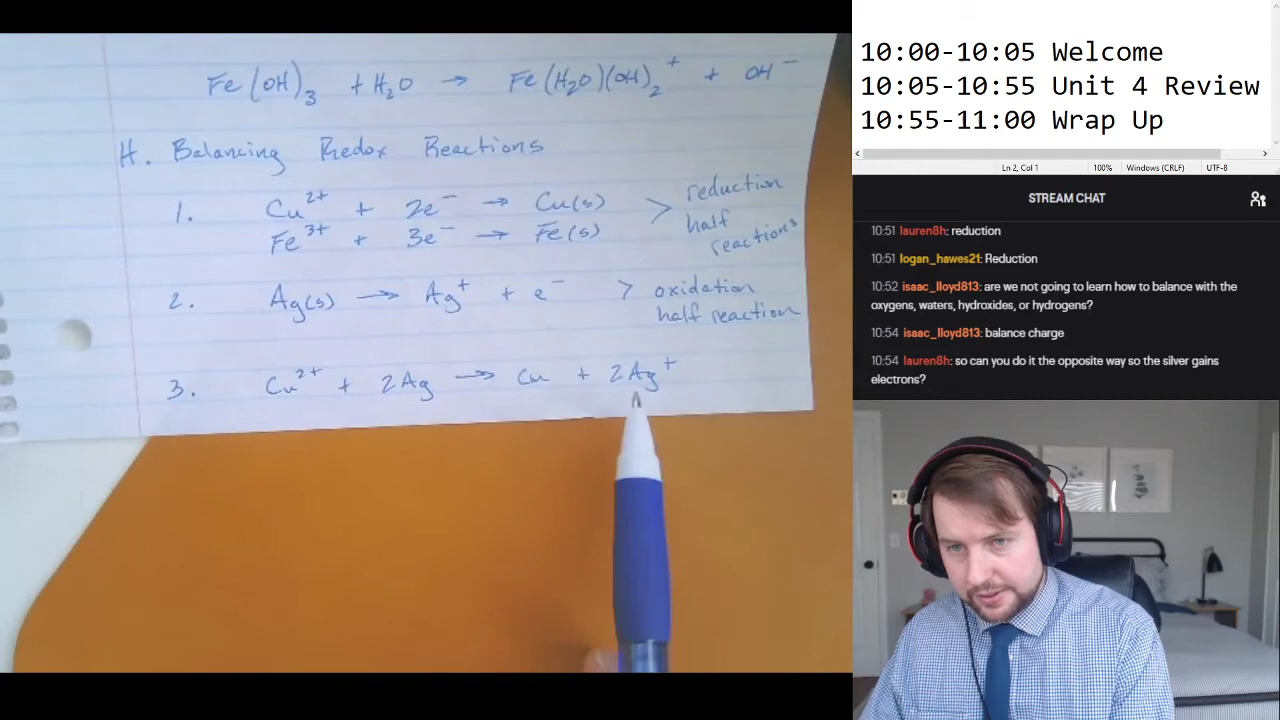 Fe(OH)₃ + H₂O → Fe(H₂O)(OH)₂⁺ + OH⁻
H. Balancing Redox Reactions
1. Cu²⁺ + 2e⁻ → Cu(s)
Fe³⁺ + 3e⁻ → Fe(s)
> reduction
half
reactions
2. Ag(s) → Ag⁺ + e⁻ > oxidation
half reaction
3. Cu²⁺ + 2Ag → Cu + 2Ag⁺
10:00-10:05 Welcome
10:05-10:55 Unit 4 Review
10:55-11:00 Wrap Up
Ln 2, Col 1 100% Windows (CRLF) UTF-8
STREAM CHAT
10:51 lauren8h: reduction
10:51 logan_hawes21: Reduction
10:52 isaac_lloyd813: are we not going to learn how to balance with the
oxygens, waters, hydroxides, or hydrogens?
10:54 isaac_lloyd813: balance charge
10:54 lauren8h: so can you do it the opposite way so the silver gains
electrons?